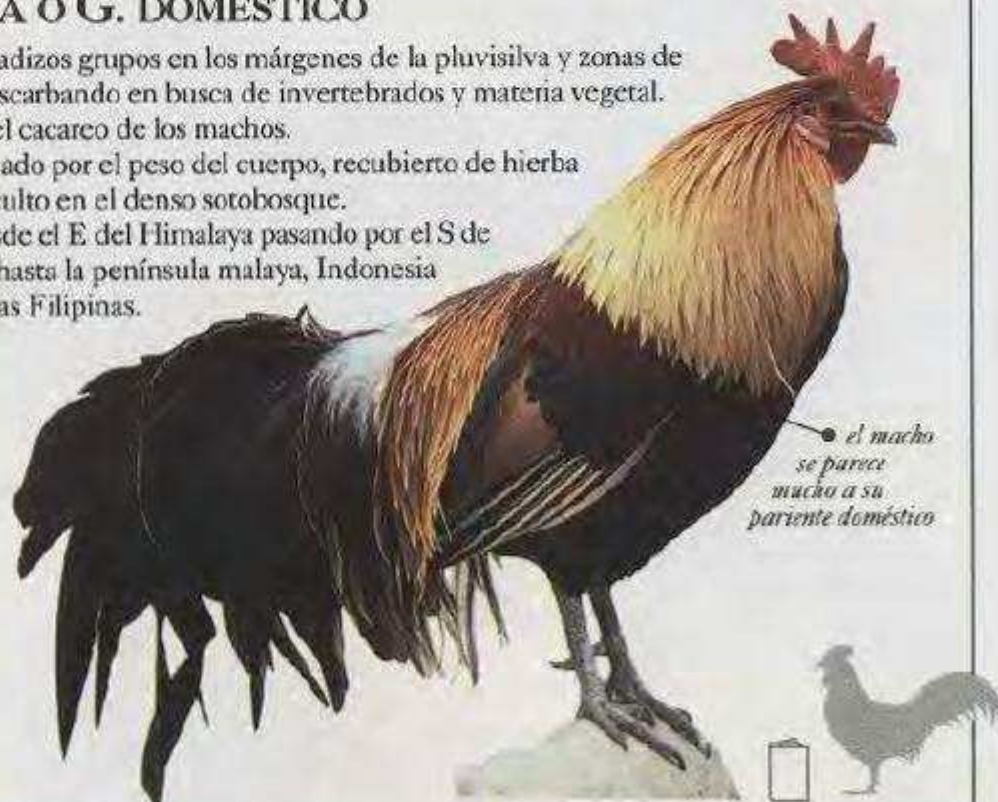 A O G. DOMÉSTICO
adizos grupos en los márgenes de la pluvisilva y zonas de
scarbando en busca de invertebrados y materia vegetal.
el cacareo de los machos.
ado por el peso del cuerpo, recubierto de hierba
ulto en el denso sotobosque.
sde el E del Himalaya pasando por el S de
hasta la península malaya, Indonesia
as Filipinas.
el macho
se parece
mucho a su
pariente doméstico